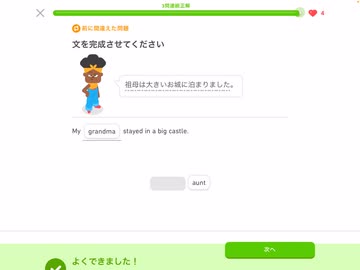 3問連続正解
4
前に間違えた問題
文を完成させてください
祖母は大きいお城に泊まりました。
My grandma stayed in a big castle.
aunt
よくできました！
次へ